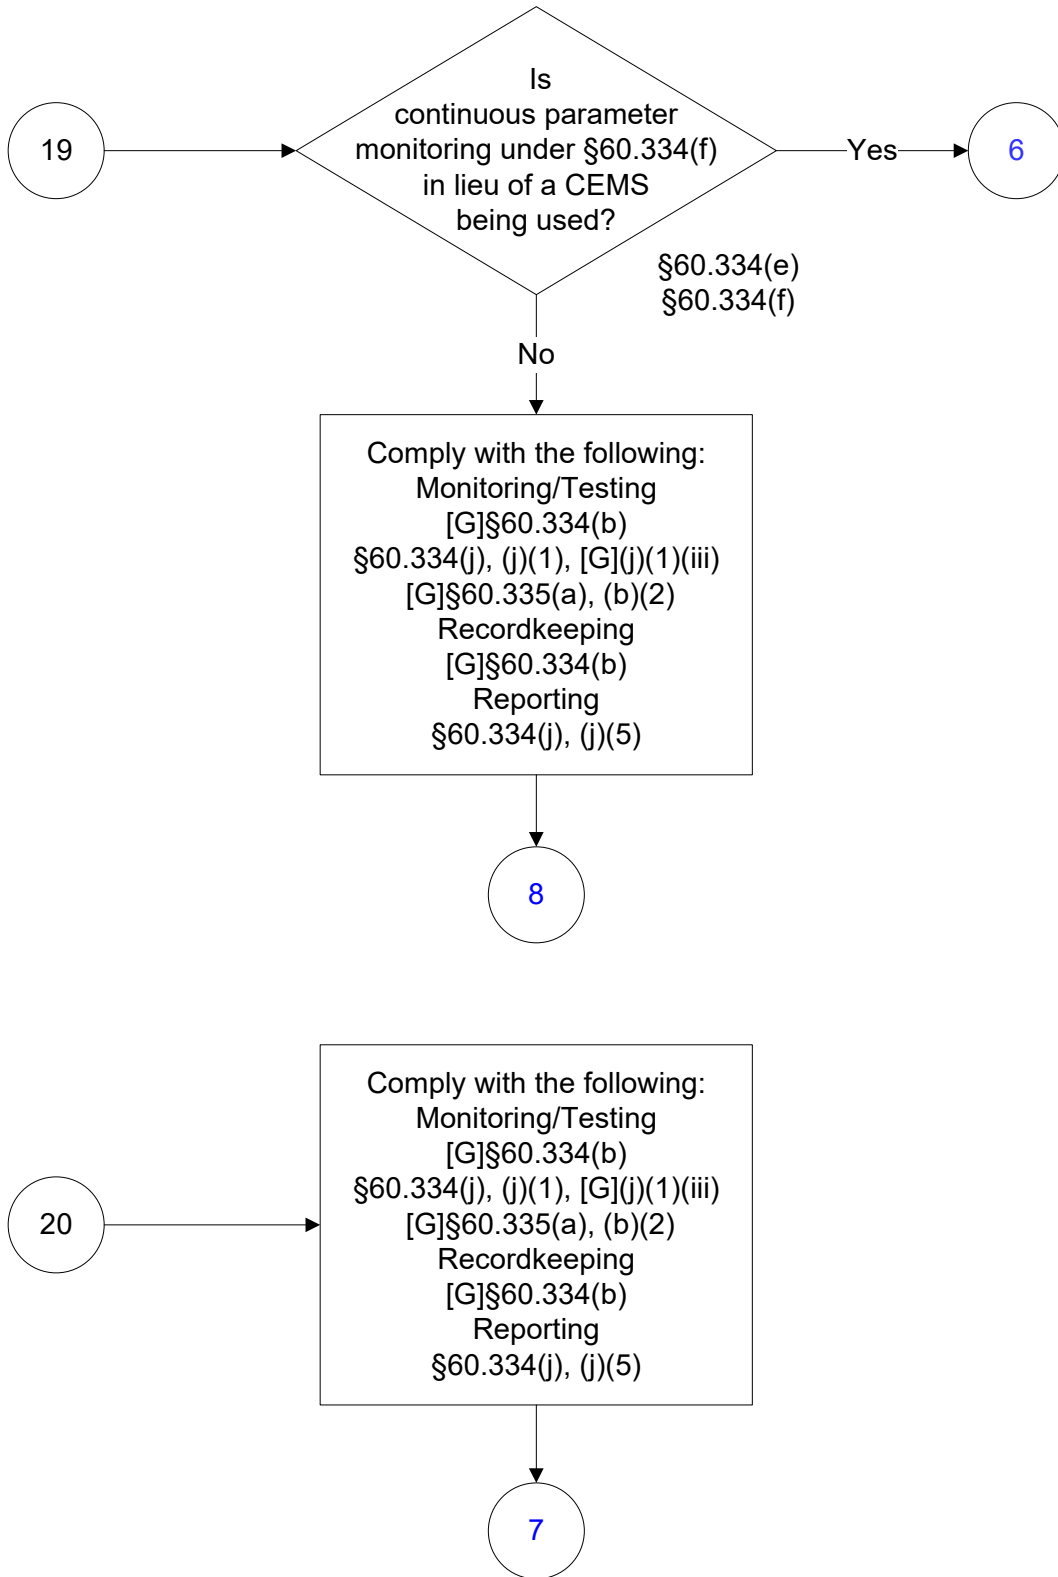 Is
continuous parameter
monitoring under §60.334(f)
in lieu of a CEMS
being used?
19
Yes
6
§60.334(e)
§60.334(f)
No
Comply with the following:
Monitoring/Testing
[G]§60.334(b)
§60.334(j), (j)(1), [G](j)(1)(iii)
[G]§60.335(a), (b)(2)
Recordkeeping
[G]§60.334(b)
Reporting
§60.334(j), (j)(5)
8
Comply with the following:
Monitoring/Testing
[G]§60.334(b)
§60.334(j), (j)(1), [G](j)(1)(iii)
[G]§60.335(a), (b)(2)
Recordkeeping
[G]§60.334(b)
Reporting
§60.334(j), (j)(5)
20
7